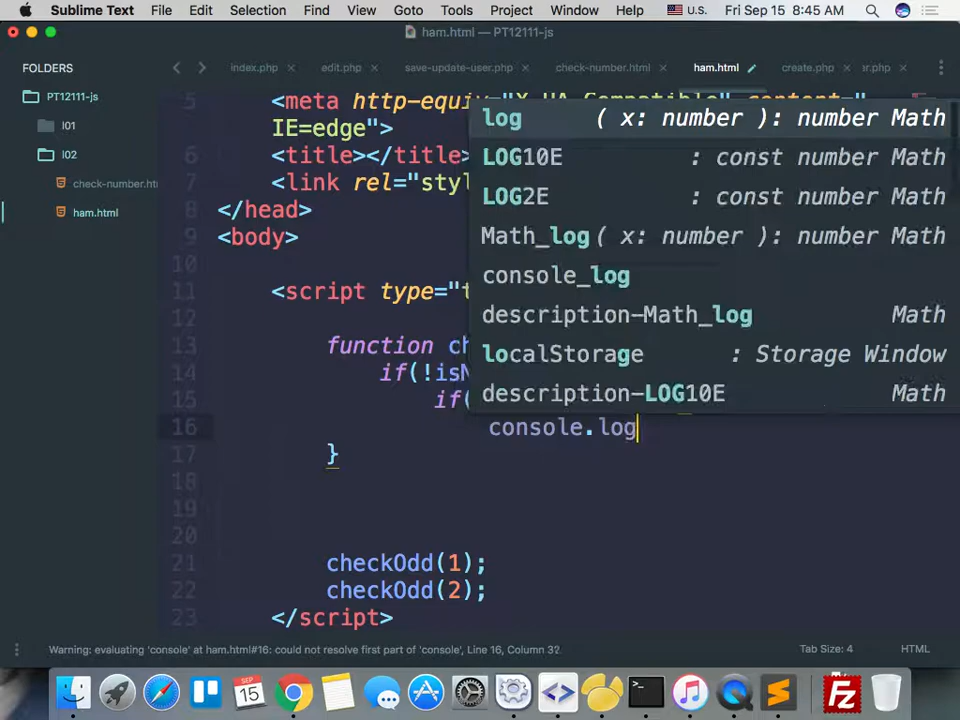 Sublime Text File Edit Selection Find View Goto Tools Project Window Help U.S. Fri Sep 15 8:45 AM
ham.html — PT12111-js
FOLDERS
PT12111-js
l01
l02
check-number.ht
ham.html
index.php × edit.php × save-update-user.php × check-number.html × ham.html create.php × r.php ×
5 <meta http-equiv="X-UA-Compatible" content="
IE=edge">
6 <title></title>
7 <link rel="sty
8 </head>
9 <body>
10
11 <script type="t
12
13 function ch
14 if(!isN
15 if(
16 console.log
17 }
18
19
20
21 checkOdd(1);
22 checkOdd(2);
23 </script>
log ( x: number ): number Math
LOG10E : const number Math
LOG2E : const number Math
Math_log( x: number ): number Math
console_log
description-Math_log Math
localStorage : Storage Window
description-LOG10E Math
Warning: evaluating 'console' at ham.html#16: could not resolve first part of 'console', Line 16, Column 32 Tab Size: 4 HTML
SEP
15